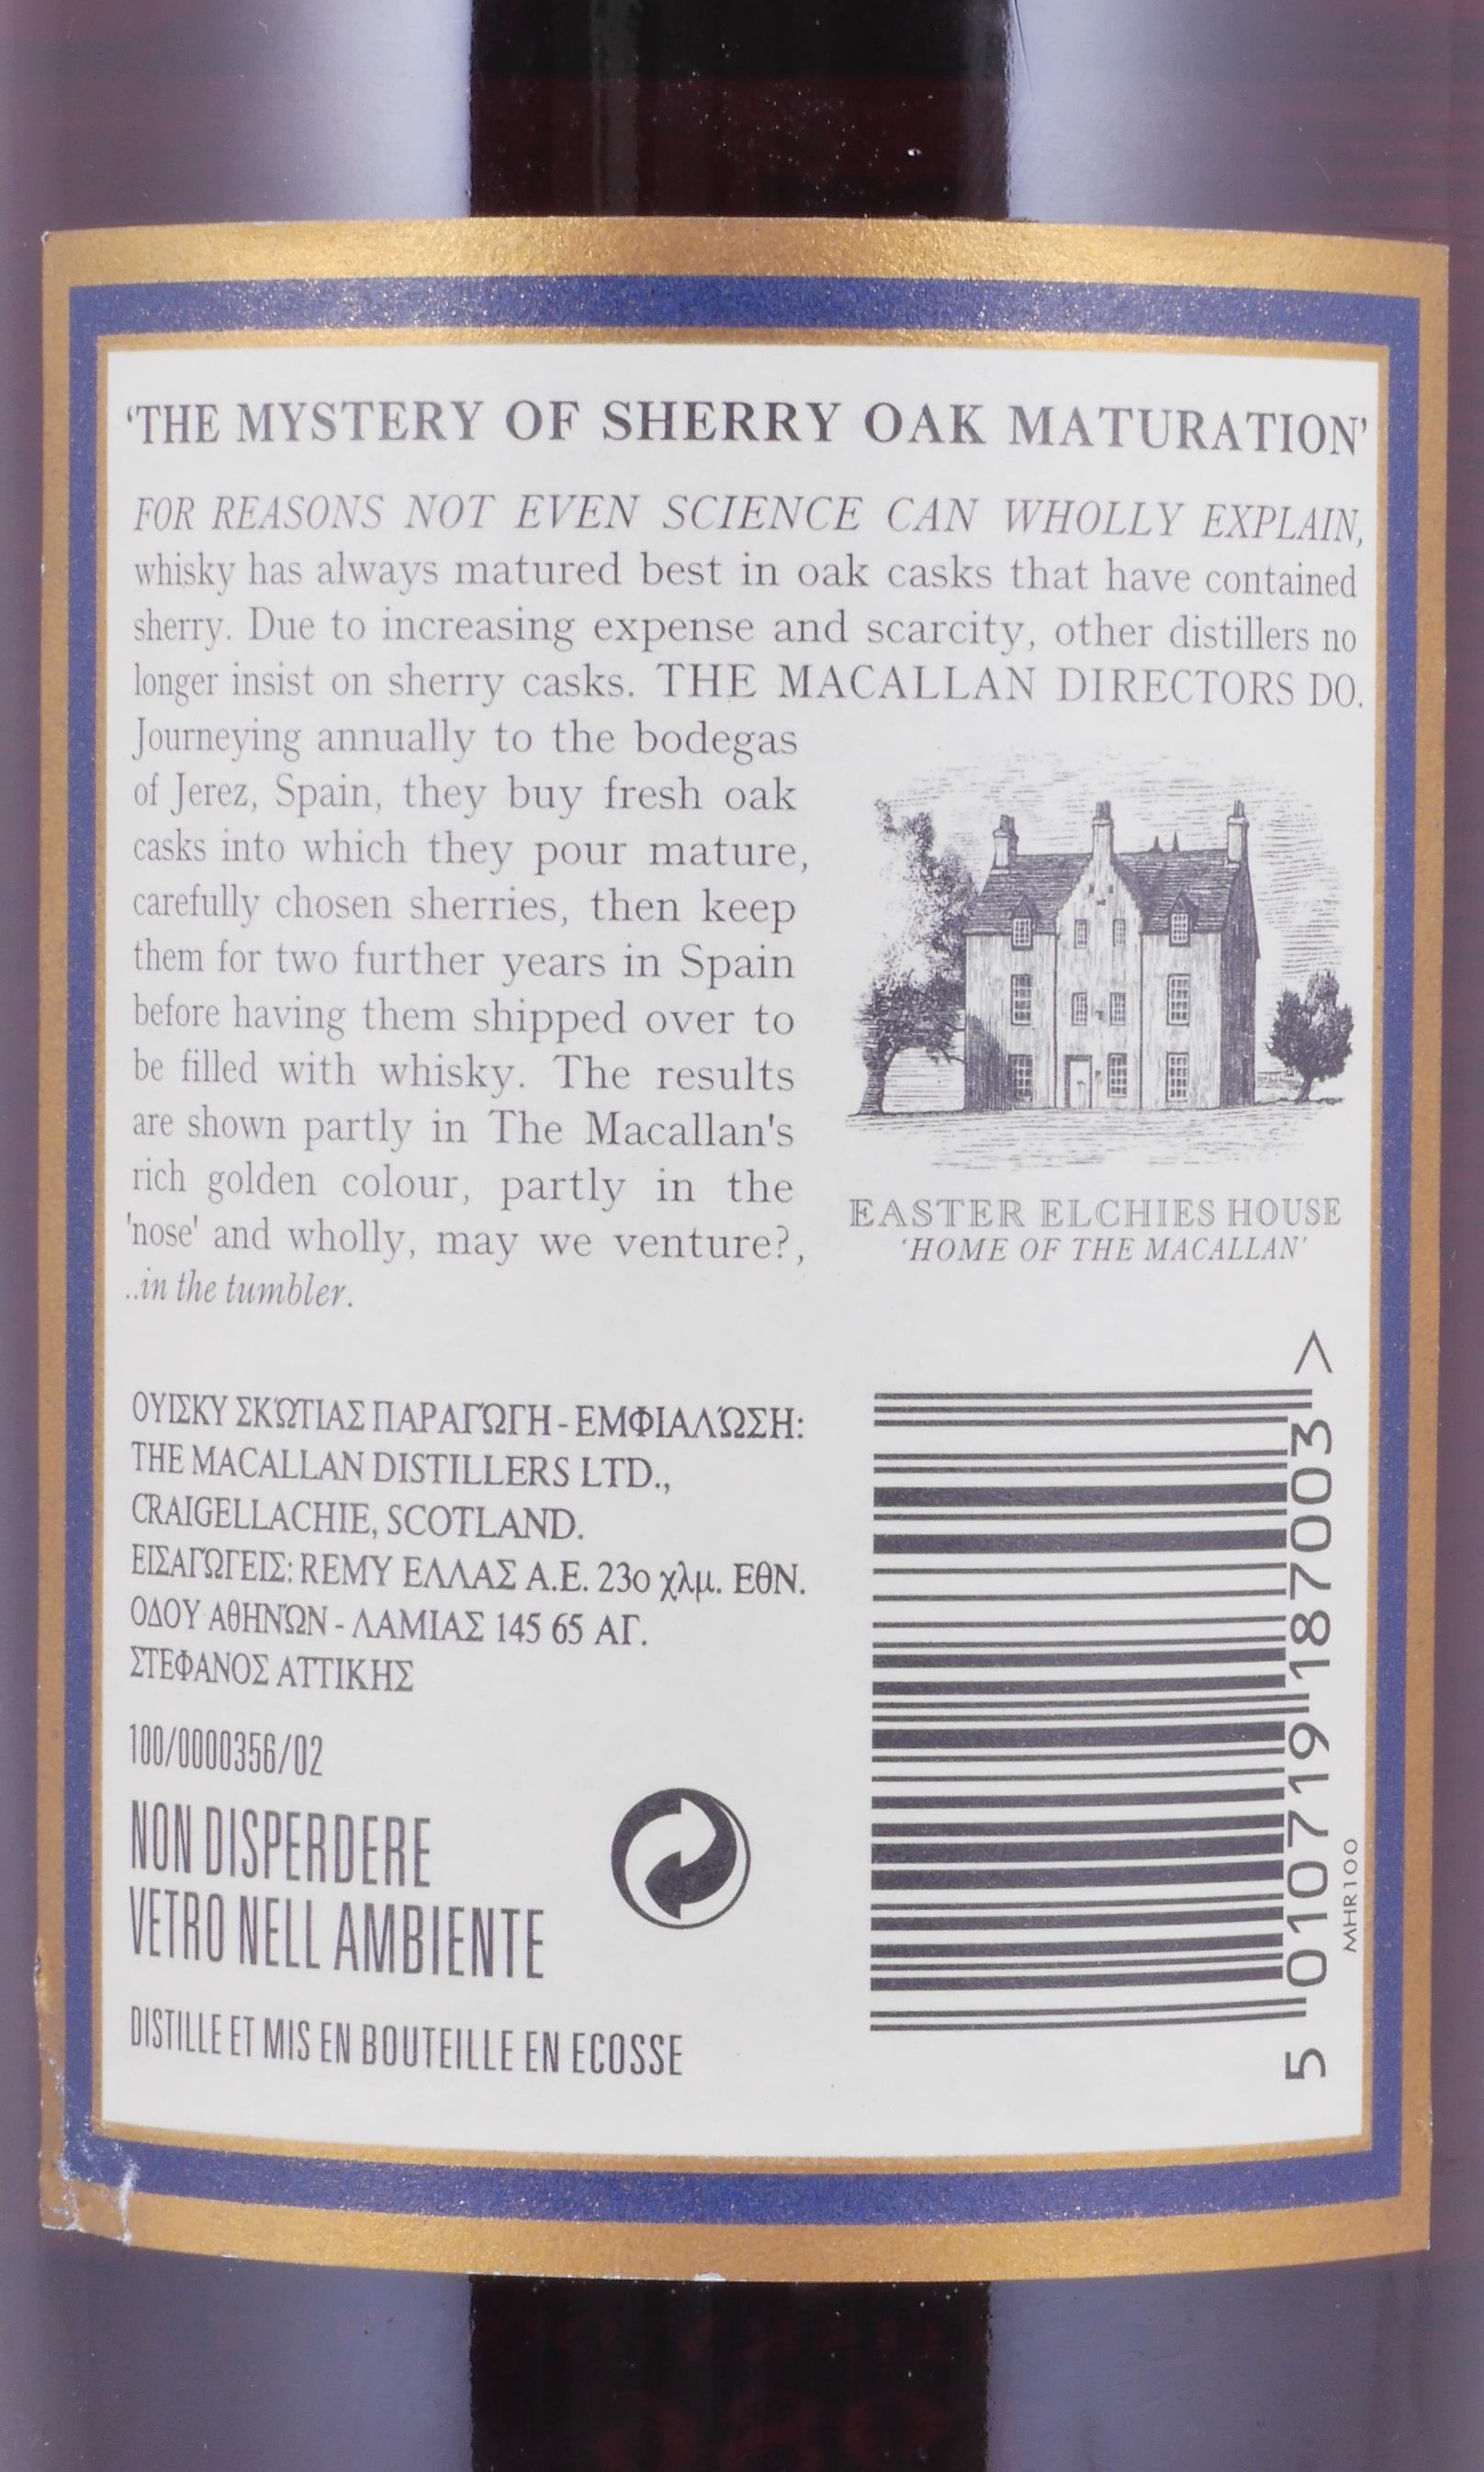 'THE MYSTERY OF SHERRY OAK MATURATION'
FOR REASONS NOT EVEN SCIENCE CAN WHOLLY EXPLAIN,
whisky has always matured best in oak casks that have contained
sherry. Due to increasing expense and scarcity, other distillers no
longer insist on sherry casks. THE MACALLAN DIRECTORS DO.
Journeying annually to the bodegas
of Jerez, Spain, they buy fresh oak
casks into which they pour mature,
carefully chosen sherries, then keep
them for two further years in Spain
before having them shipped over to
be filled with whisky. The results
are shown partly in The Macallan's
rich golden colour, partly in the
'nose' and wholly, may we venture?,
..in the tumbler.
EASTER ELCHIES HOUSE
'HOME OF THE MACALLAN'
ΟΥΙΣΚΥ ΣΚΏΤΙΑΣ ΠΑΡΑΓΏΓΗ - ΕΜΦΙΑΛΏΣΗ:
THE MACALLAN DISTILLERS LTD.,
CRAIGELLACHIE, SCOTLAND.
ΕΙΣΑΓΏΓΕΙΣ: REMY ΕΛΛΑΣ Α.Ε. 23ο χλμ. ΕΘΝ.
ΟΔΟΥ ΑΘΗΝΏΝ - ΛΑΜΙΑΣ 145 65 ΑΓ.
ΣΤΕΦΑΝΟΣ ΑΤΤΙΚΗΣ
100/0000356/02
NON DISPERDERE
VETRO NELL AMBIENTE
DISTILLE ET MIS EN BOUTEILLE EN ECOSSE
5 010719 187003 >
MHR100